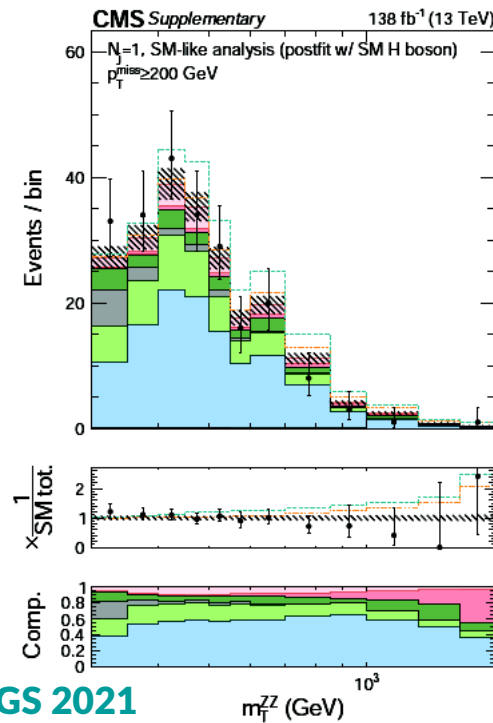 CMS Supplementary 138 fb⁻¹ (13 TeV)
N_j=1, SM-like analysis (postfit w/ SM H boson)
p_T^miss≥200 GeV
Events / bin
60
40
20
0
× 1/SM tot.
2
1
0
Comp.
1
0.8
0.6
0.4
0.2
0
10³
m_T^ZZ (GeV)
GS 2021